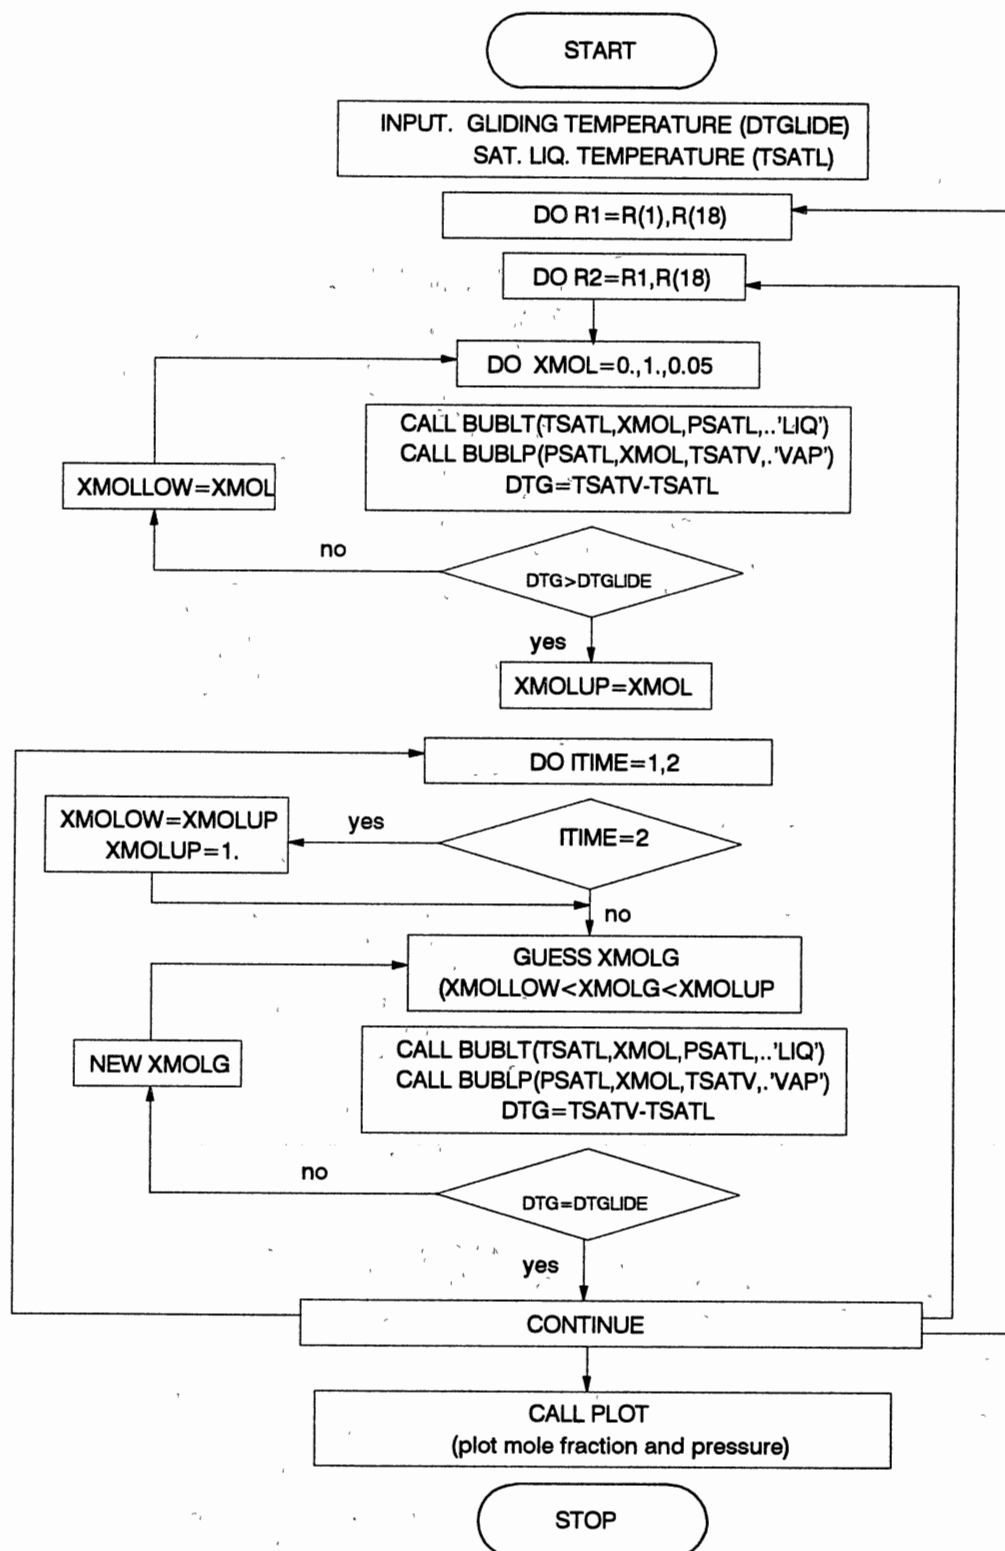 START
INPUT. GLIDING TEMPERATURE (DTGLIDE)
SAT. LIQ. TEMPERATURE (TSATL)
DO R1=R(1),R(18)
DO R2=R1,R(18)
DO XMOL=0.,1.,0.05
CALL BUBLT(TSATL,XMOL,PSATL,..'LIQ')
CALL BUBLP(PSATL,XMOL,TSATV,.'VAP')
DTG=TSATV-TSATL
XMOLLOW=XMOL
no
DTG>DTGLIDE
yes
XMOLUP=XMOL
DO ITIME=1,2
XMOLOW=XMOLUP
XMOLUP=1.
yes
ITIME=2
no
GUESS XMOLG
(XMOLLOW<XMOLG<XMOLUP
NEW XMOLG
CALL BUBLT(TSATL,XMOL,PSATL,..'LIQ')
CALL BUBLP(PSATL,XMOL,TSATV,.'VAP')
DTG=TSATV-TSATL
no
DTG=DTGLIDE
yes
CONTINUE
CALL PLOT
(plot mole fraction and pressure)
STOP